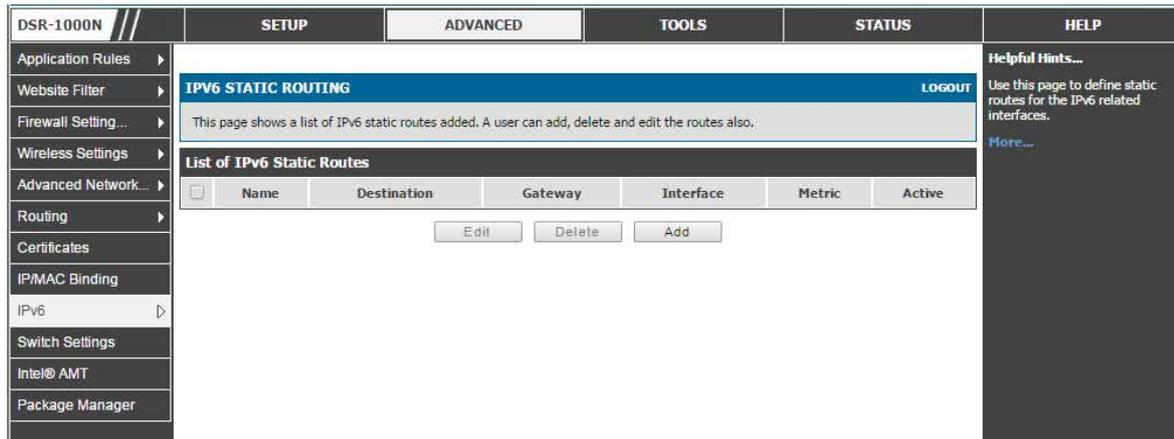 DSR-1000N
SETUP
ADVANCED
TOOLS
STATUS
HELP
Application Rules
Website Filter
Firewall Setting...
Wireless Settings
Advanced Network...
Routing
Certificates
IP/MAC Binding
IPv6
Switch Settings
Intel® AMT
Package Manager
IPV6 STATIC ROUTING
LOGOUT
This page shows a list of IPv6 static routes added. A user can add, delete and edit the routes also.
List of IPv6 Static Routes
Name Destination Gateway Interface Metric Active
Edit Delete Add
Helpful Hints...
Use this page to define static
routes for the IPv6 related
interfaces.
More...